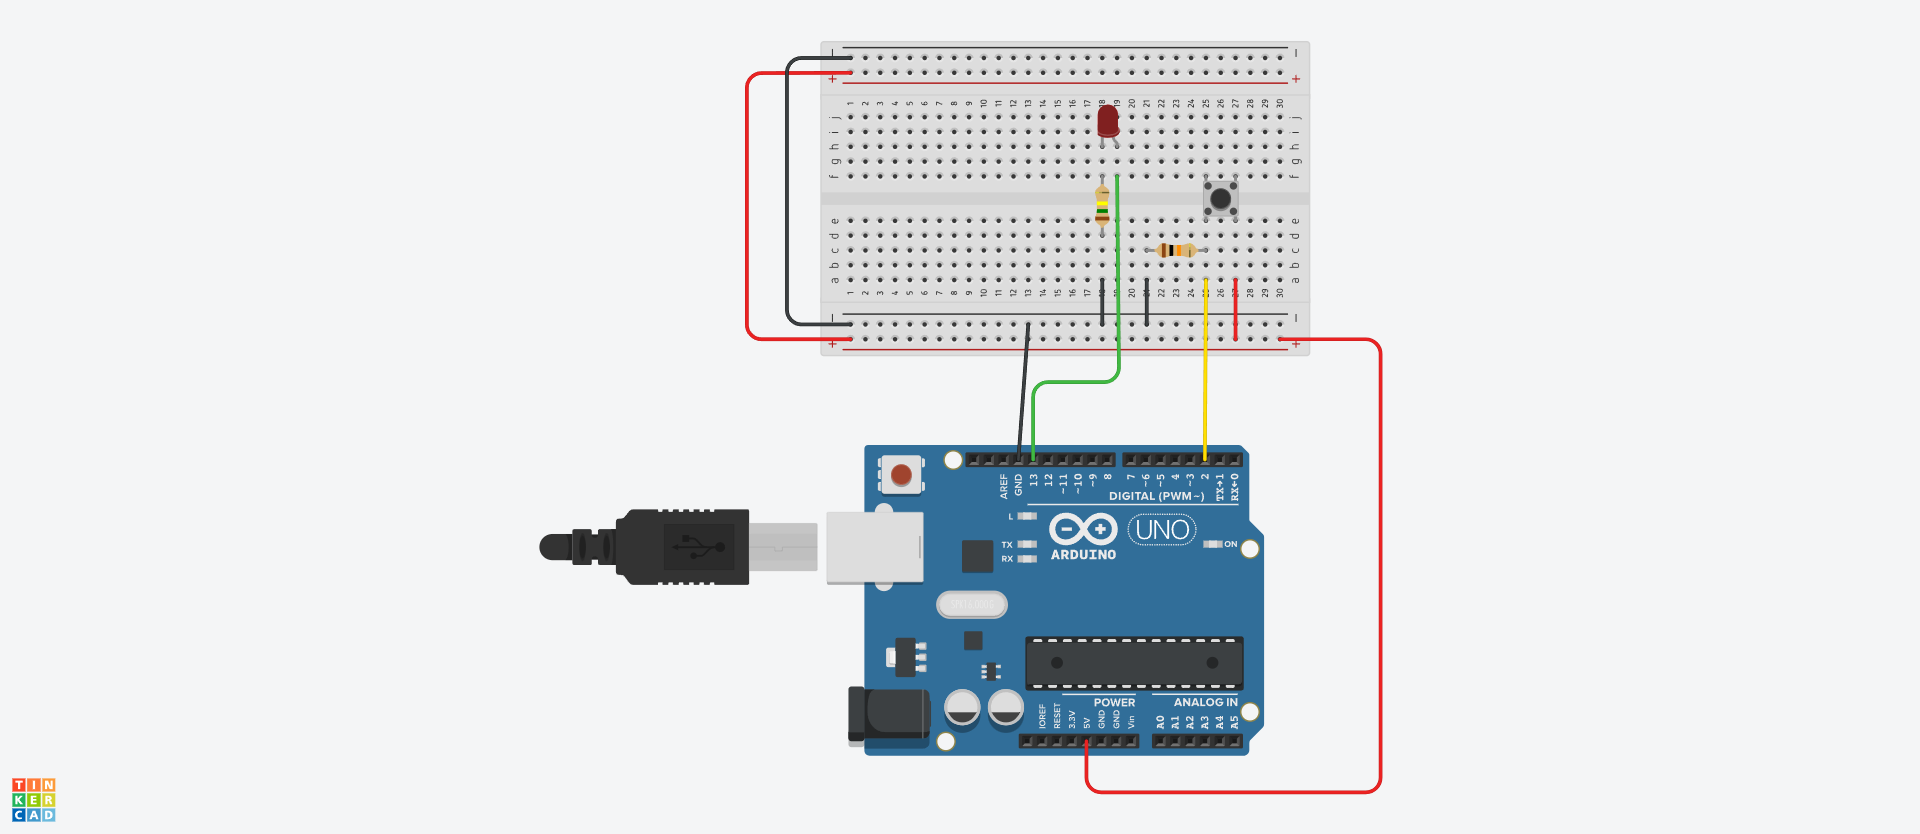 − −
+ +
1 2 3 4 5 6 7 8 9 10 11 12 13 14 15 16 17 18 19 20 21 22 23 24 25 26 27 28 29 30
j j
i i
h h
g g
f f
e e
d d
c c
b b
a a
1 2 3 4 5 6 7 8 9 10 11 12 13 14 15 16 17 20 22 23 24 26 28 29 30
− −
+ +
AREF GND 13 12 ~11 ~10 ~9 8 7 ~6 ~5 4 ~3 2 TX→1 RX←0
DIGITAL (PWM~)
L
UNO
TX
RX
ON
ARDUINO
POWER ANALOG IN
IOREF RESET 3.3V 5V GND GND Vin A0 A1 A2 A3 A4 A5
TIN
KER
CAD